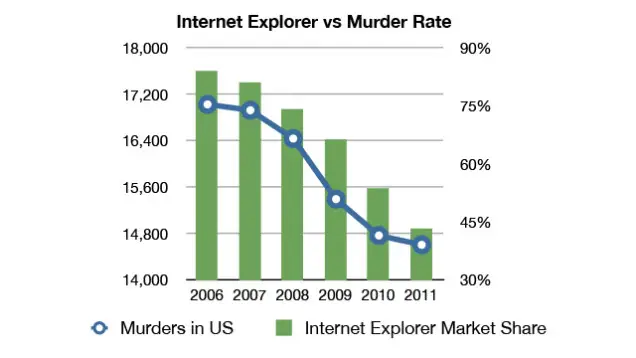 Internet Explorer vs Murder Rate
18,000 90%
17,200 75%
16,400 60%
15,600 45%
14,800
14,000 30%
2006 2007 2008 2009 2010 2011
Murders in US Internet Explorer Market Share